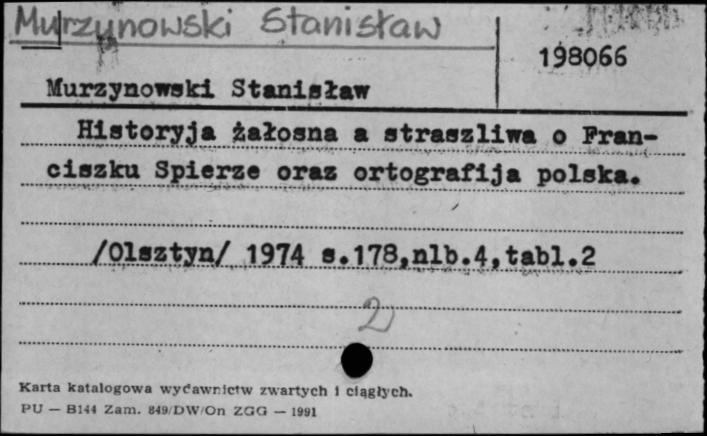 Murzynowski Stanisław
198066
Murzynowski Stanisław
Historyja żałosna a straszliwa o Fran-
ciszku Spierze oraz ortografija polska.
/Olsztyn/ 1974 s.178,nlb.4,tabl.2
2
Karta katalogowa wydawnictw zwartych i ciągłych.
PU — B144 Zam. 849/DW/On ZGG — 1991